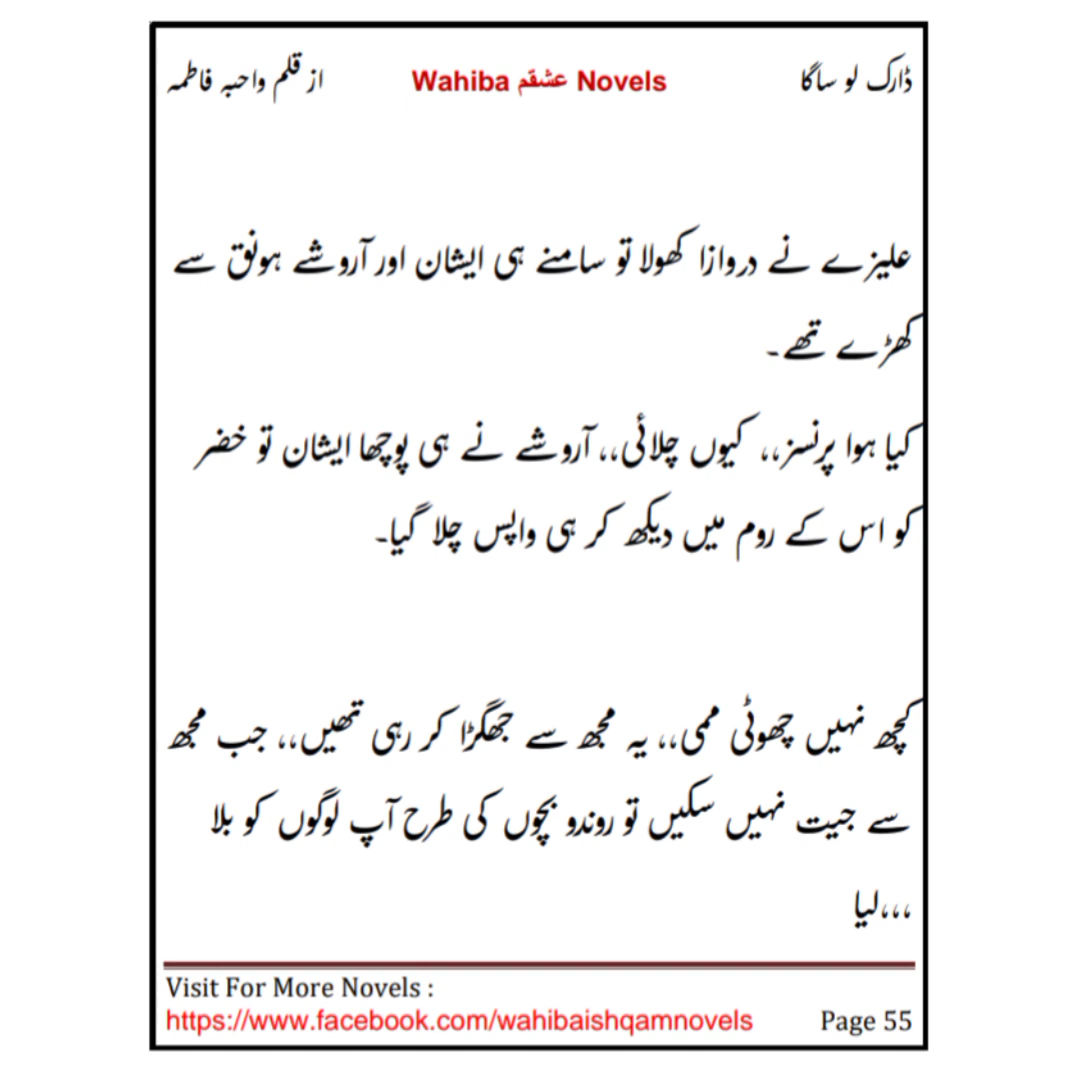 ڈارک لو ساگا Wahiba عشقم Novels از قلم واحبہ فاطمہ
علیزے نے دروازا کھولا تو سامنے ہی ایشان اور آروشے ہونق سے
کھڑے تھے۔
کیا ہوا پرنسز،، کیوں چلائی،، آروشے نے ہی پوچھا ایشان تو خضر
کو اس کے روم میں دیکھ کر ہی واپس چلا گیا۔
کچھ نہیں چھوٹی ممی،، یہ مجھ سے جھگڑا کر رہی تھیں،، جب مجھ
سے جیت نہیں سکیں تو روندو بچوں کی طرح آپ لوگوں کو بلا
،،،لیا
Visit For More Novels :
https://www.facebook.com/wahibaishqamnovels Page 55